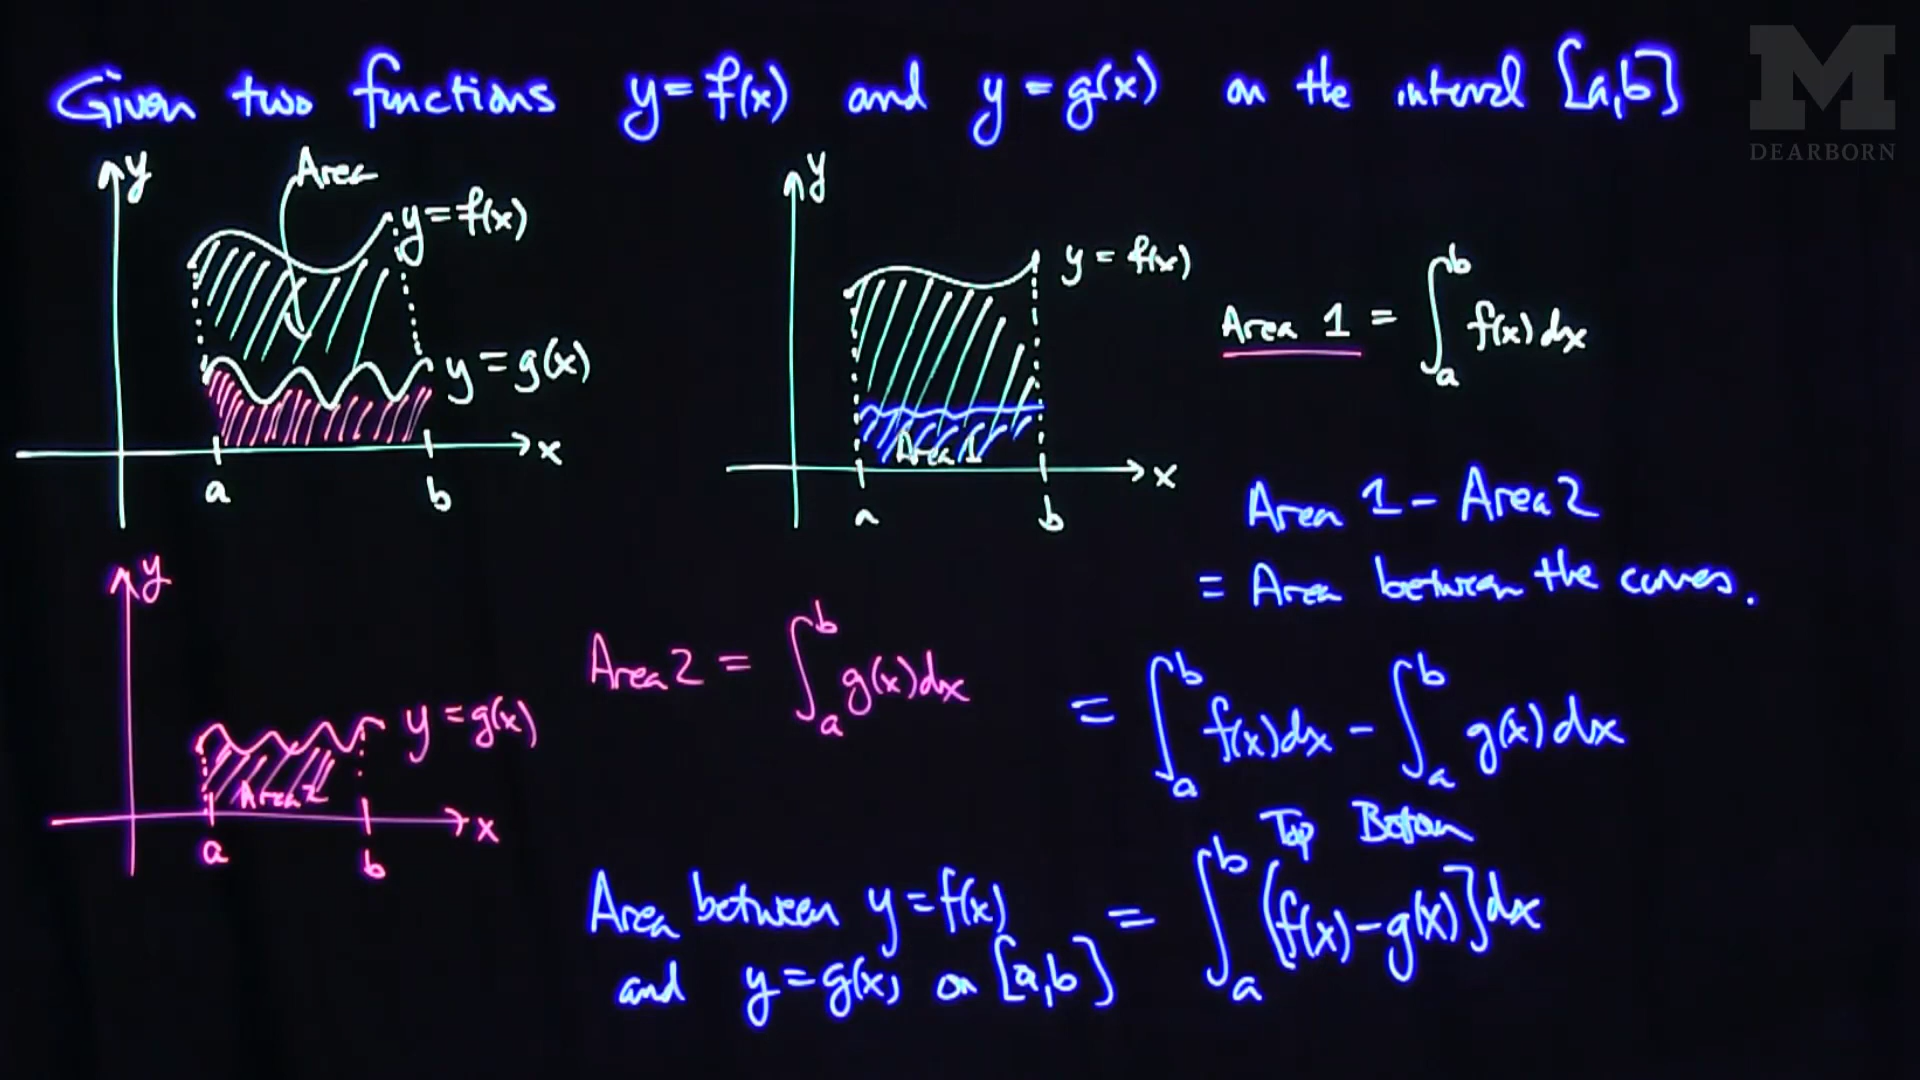 Given two functions y=f(x) and y=g(x) on the interval [a,b]
M
DEARBORN
y
Area
y=f(x)
y=g(x)
x
a
b
y
y=f(x)
Area 1
x
a
b
Area 1 = ∫_a^b f(x)dx
Area 1 - Area 2
= Area between the curves.
y
y=g(x)
Area 2
x
a
b
Area 2 = ∫_a^b g(x)dx
= ∫_a^b f(x)dx - ∫_a^b g(x)dx
Top Bottom
Area between y=f(x)
and y=g(x) on [a,b] = ∫_a^b (f(x)-g(x)]dx